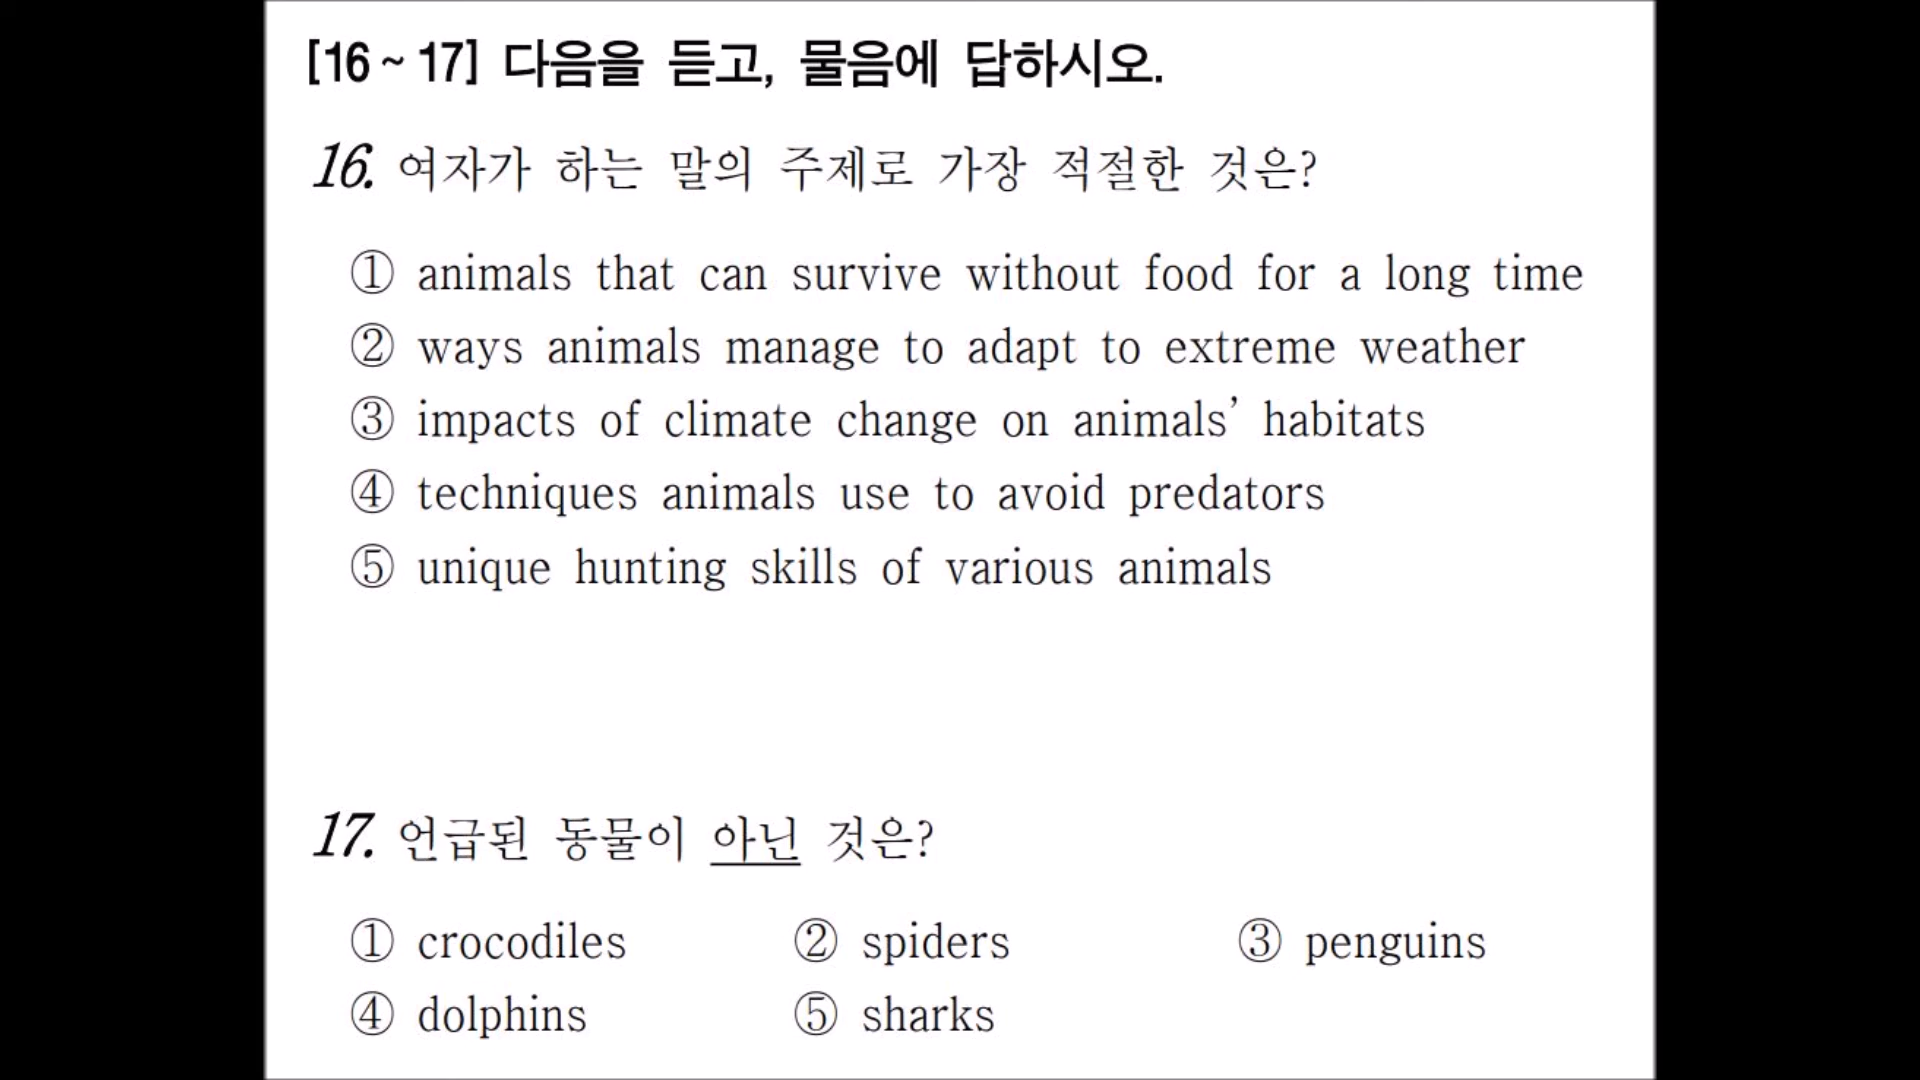 [16~17] 다음을 듣고, 물음에 답하시오.
16. 여자가 하는 말의 주제로 가장 적절한 것은?
① animals that can survive without food for a long time
② ways animals manage to adapt to extreme weather
③ impacts of climate change on animals’ habitats
④ techniques animals use to avoid predators
⑤ unique hunting skills of various animals
17. 언급된 동물이 아닌 것은?
① crocodiles ② spiders ③ penguins
④ dolphins ⑤ sharks